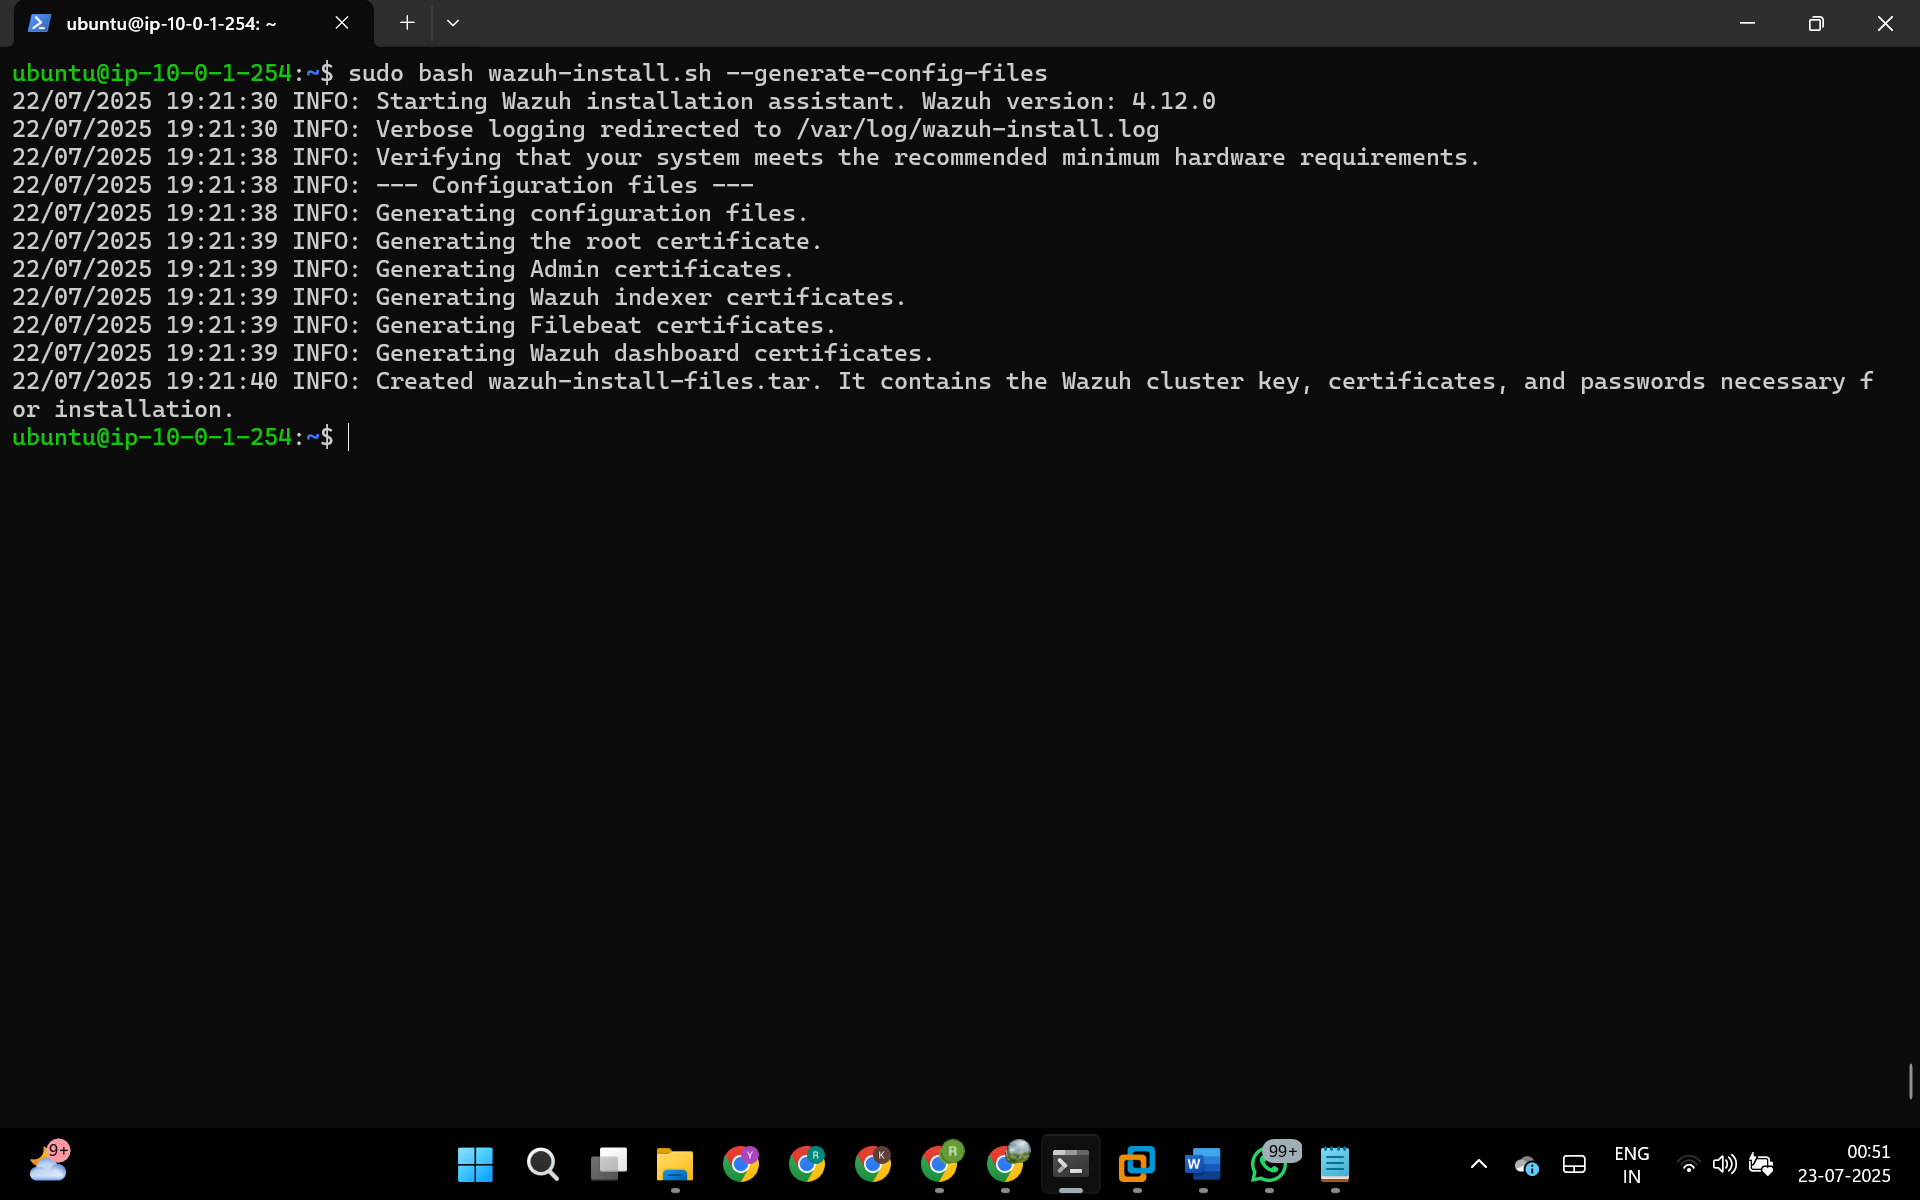 ubuntu@ip-10-0-1-254: ~
ubuntu@ip-10-0-1-254:~$ sudo bash wazuh-install.sh --generate-config-files
22/07/2025 19:21:30 INFO: Starting Wazuh installation assistant. Wazuh version: 4.12.0
22/07/2025 19:21:30 INFO: Verbose logging redirected to /var/log/wazuh-install.log
22/07/2025 19:21:38 INFO: Verifying that your system meets the recommended minimum hardware requirements.
22/07/2025 19:21:38 INFO: --- Configuration files ---
22/07/2025 19:21:38 INFO: Generating configuration files.
22/07/2025 19:21:39 INFO: Generating the root certificate.
22/07/2025 19:21:39 INFO: Generating Admin certificates.
22/07/2025 19:21:39 INFO: Generating Wazuh indexer certificates.
22/07/2025 19:21:39 INFO: Generating Filebeat certificates.
22/07/2025 19:21:39 INFO: Generating Wazuh dashboard certificates.
22/07/2025 19:21:40 INFO: Created wazuh-install-files.tar. It contains the Wazuh cluster key, certificates, and passwords necessary f
or installation.
ubuntu@ip-10-0-1-254:~$
9+
Y
R
K
R
W
99+
ENG
IN
00:51
23-07-2025